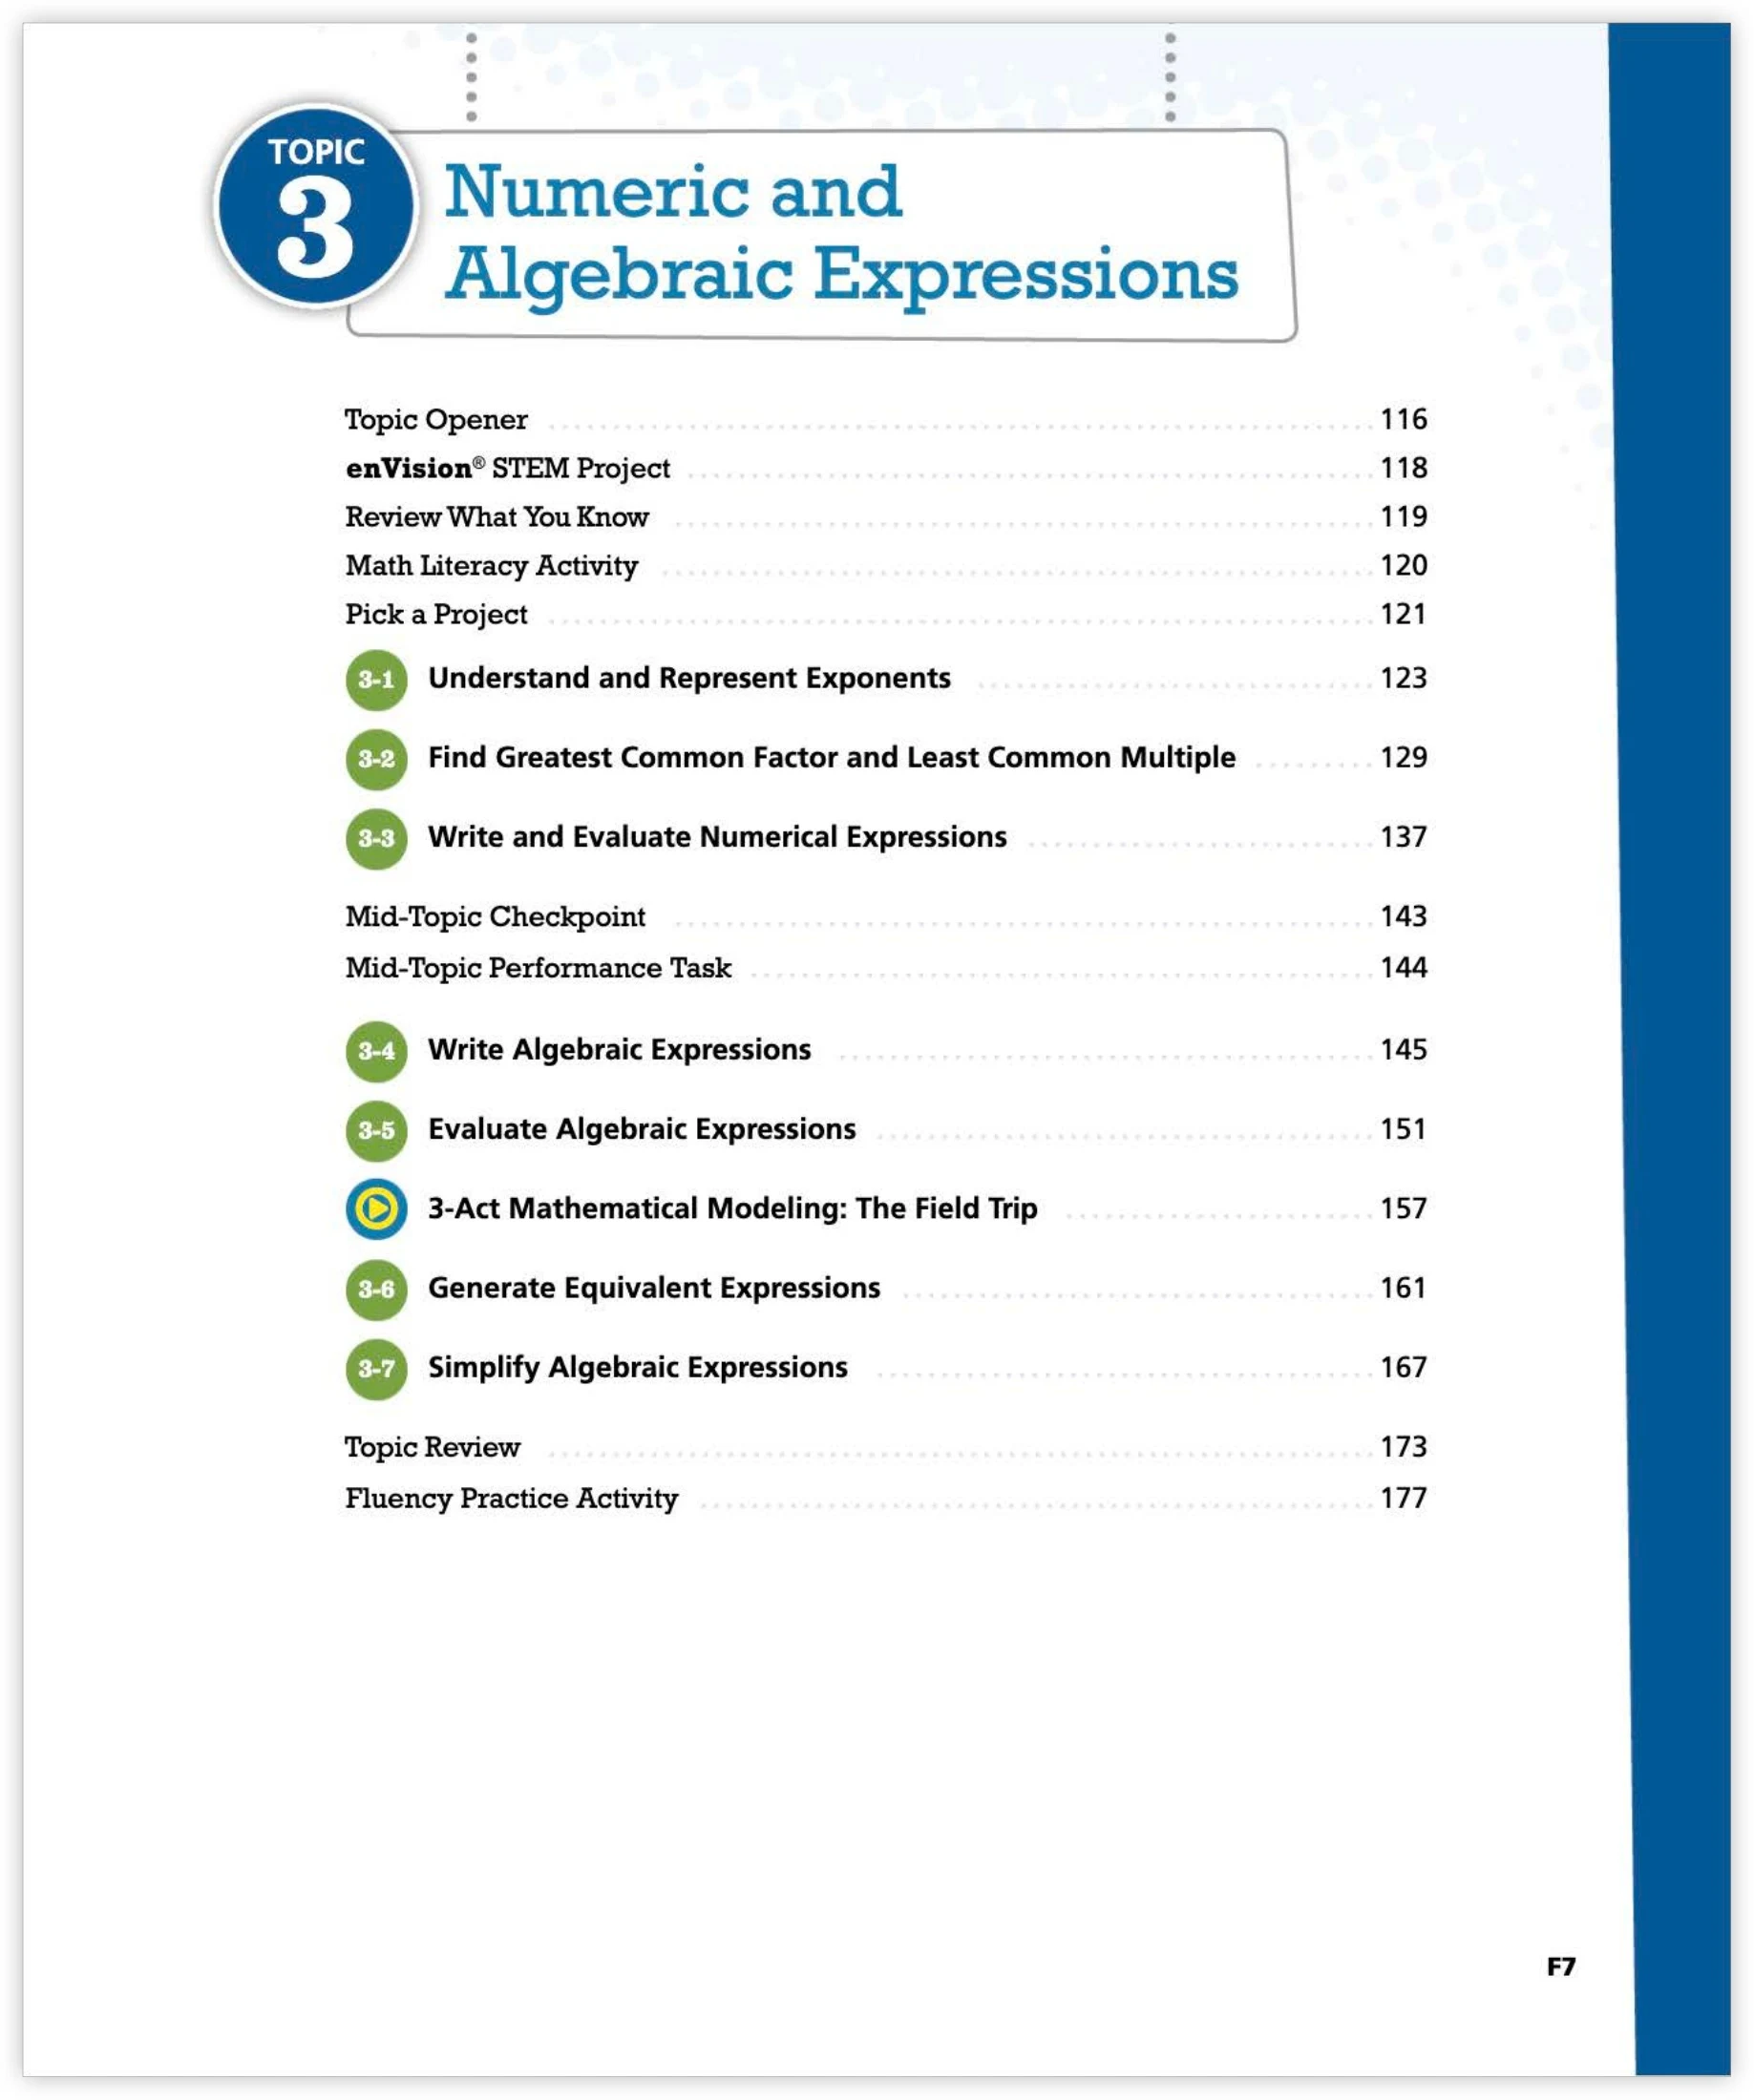 TOPIC
3
Numeric and
Algebraic Expressions
Topic Opener 116
enVision® STEM Project 118
Review What You Know 119
Math Literacy Activity 120
Pick a Project 121
3-1 Understand and Represent Exponents 123
3-2 Find Greatest Common Factor and Least Common Multiple 129
3-3 Write and Evaluate Numerical Expressions 137
Mid-Topic Checkpoint 143
Mid-Topic Performance Task 144
3-4 Write Algebraic Expressions 145
3-5 Evaluate Algebraic Expressions 151
3-Act Mathematical Modeling: The Field Trip 157
3-6 Generate Equivalent Expressions 161
3-7 Simplify Algebraic Expressions 167
Topic Review 173
Fluency Practice Activity 177
F7